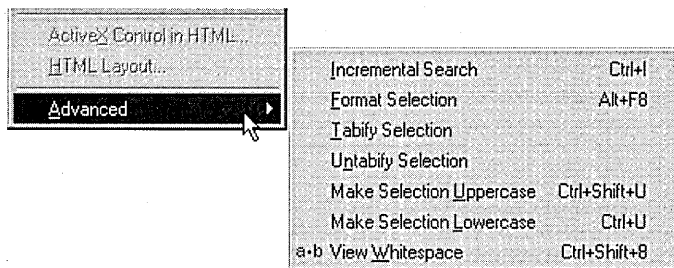 ActiveX Control in HTML...
HTML Layout...
Advanced
Incremental Search Ctrl+I
Format Selection Alt+F8
Tabify Selection
Untabify Selection
Make Selection Uppercase Ctrl+Shift+U
Make Selection Lowercase Ctrl+U
a·b View Whitespace Ctrl+Shift+8